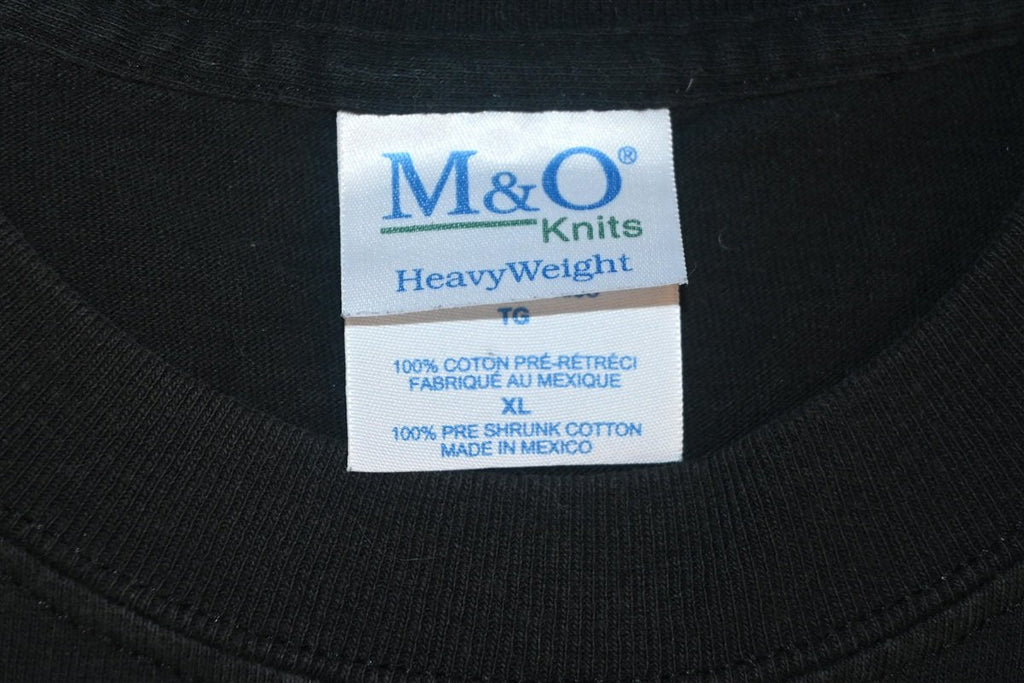 M&O®
Knits
HeavyWeight
TG
100% COTON PRÉ-RÉTRÉCI
FABRIQUÉ AU MEXIQUE
XL
100% PRE SHRUNK COTTON
MADE IN MEXICO